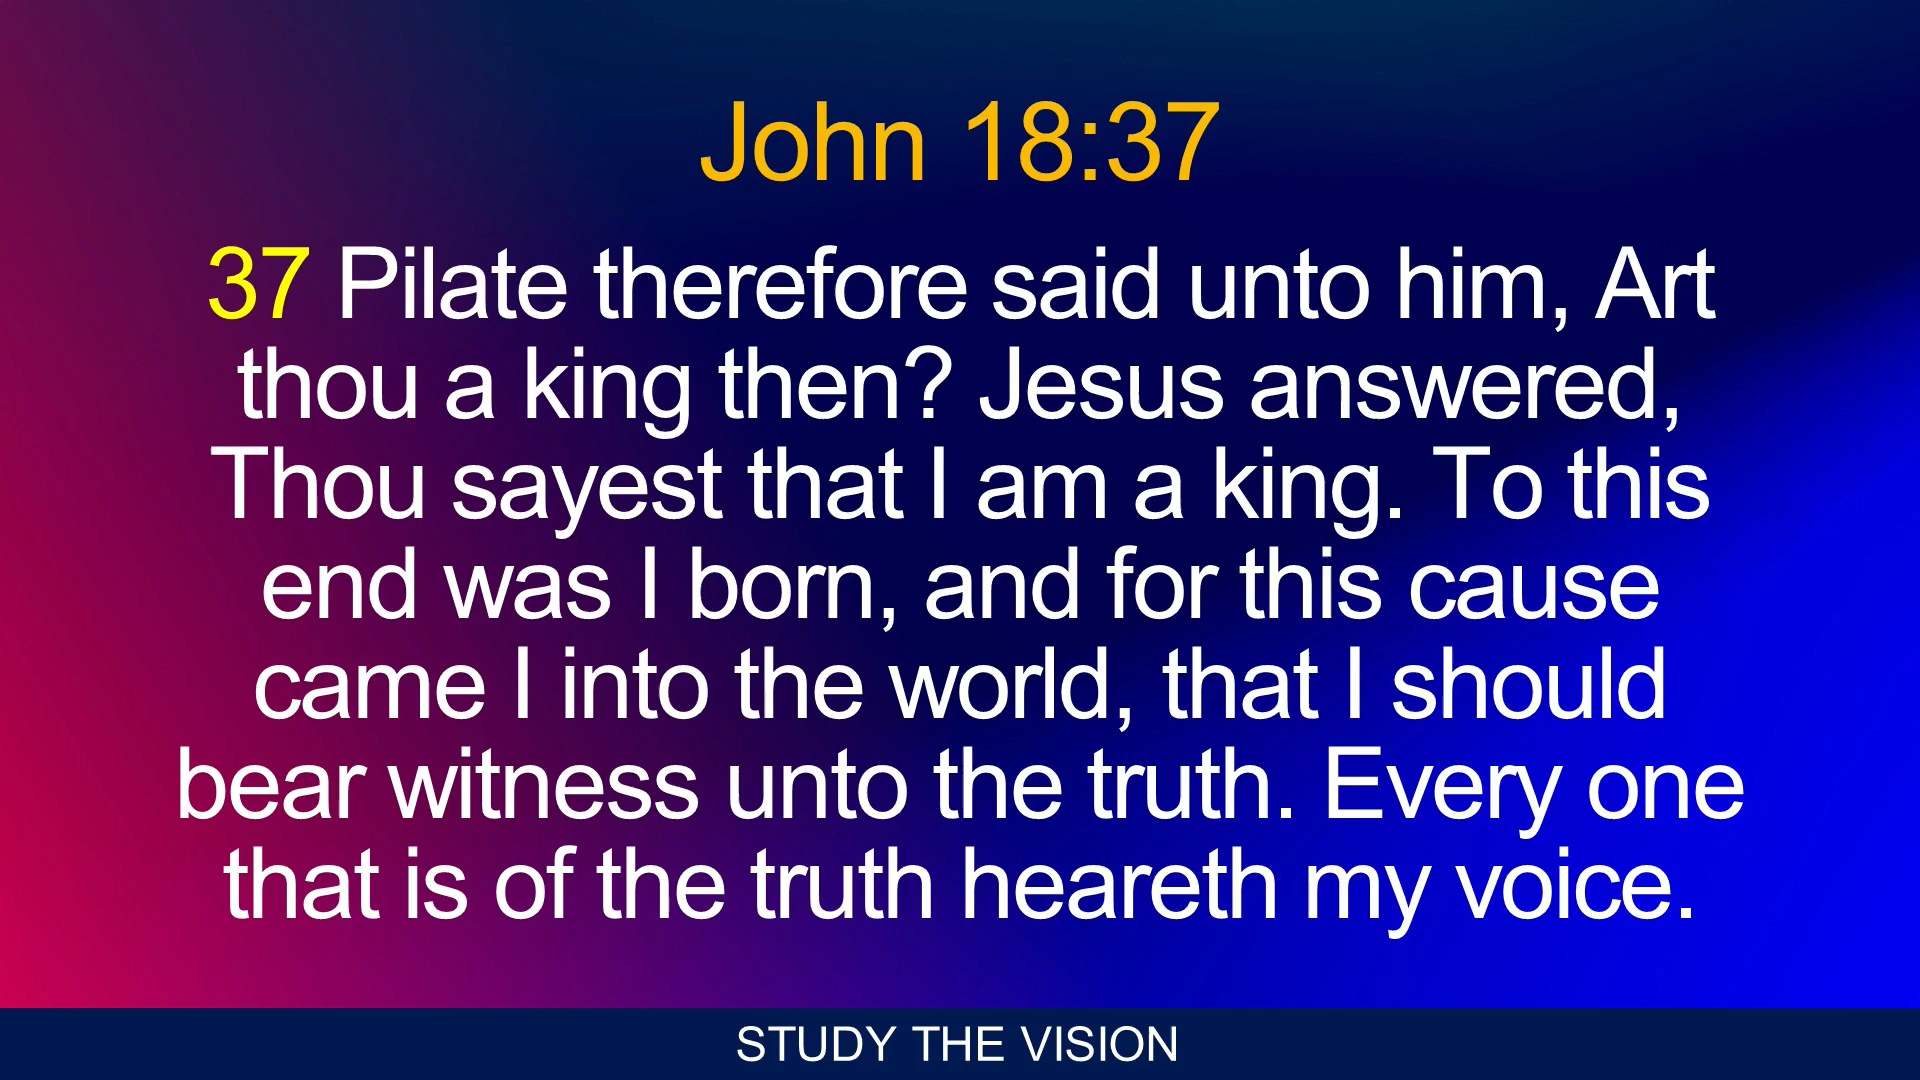 John 18:37
37 Pilate therefore said unto him, Art
thou a king then? Jesus answered,
Thou sayest that I am a king. To this
end was I born, and for this cause
came I into the world, that I should
bear witness unto the truth. Every one
that is of the truth heareth my voice.
STUDY THE VISION